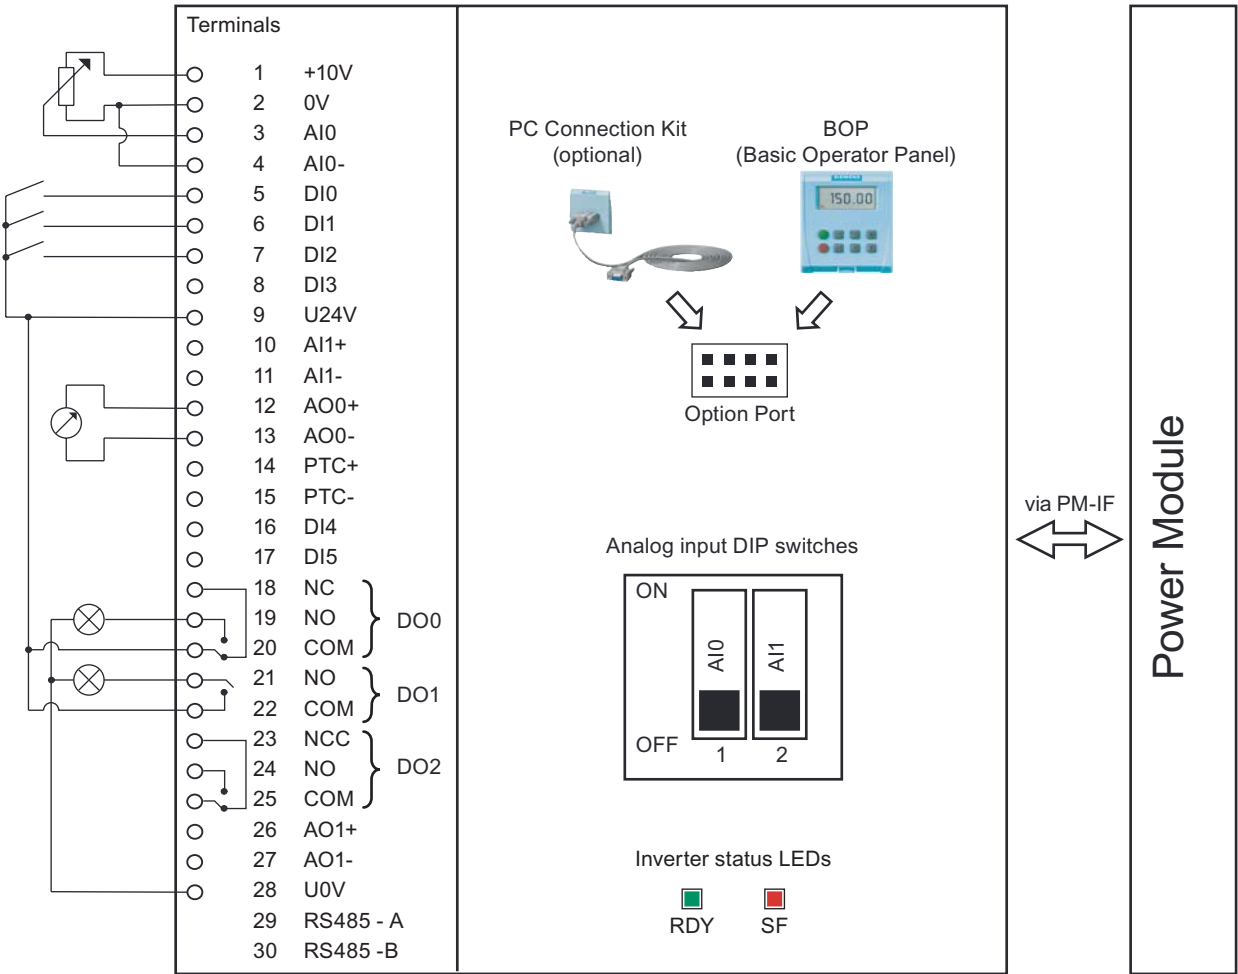 Terminals
1 +10V
2 0V
3 AI0
4 AI0-
5 DI0
6 DI1
7 DI2
8 DI3
9 U24V
10 AI1+
11 AI1-
12 AO0+
13 AO0-
14 PTC+
15 PTC-
16 DI4
17 DI5
18 NC
19 NO
20 COM
DO0
21 NO
22 COM
DO1
23 NCC
24 NO
25 COM
DO2
26 AO1+
27 AO1-
28 U0V
29 RS485 - A
30 RS485 -B
PC Connection Kit
(optional)
BOP
(Basic Operator Panel)
SIEMENS
150.00
Option Port
Analog input DIP switches
ON
AI0
AI1
OFF
1
2
Inverter status LEDs
RDY
SF
via PM-IF
Power Module